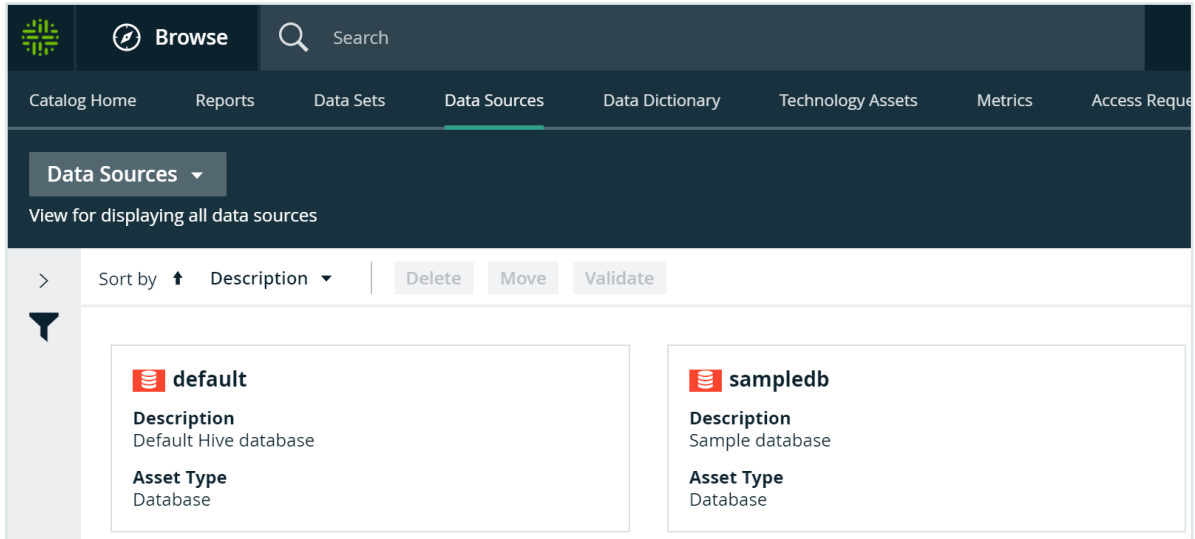 Browse
Search
Catalog Home Reports Data Sets Data Sources Data Dictionary Technology Assets Metrics Access Reque
Data Sources
View for displaying all data sources
Sort by Description Delete Move Validate
default
Description
Default Hive database
Asset Type
Database
sampledb
Description
Sample database
Asset Type
Database